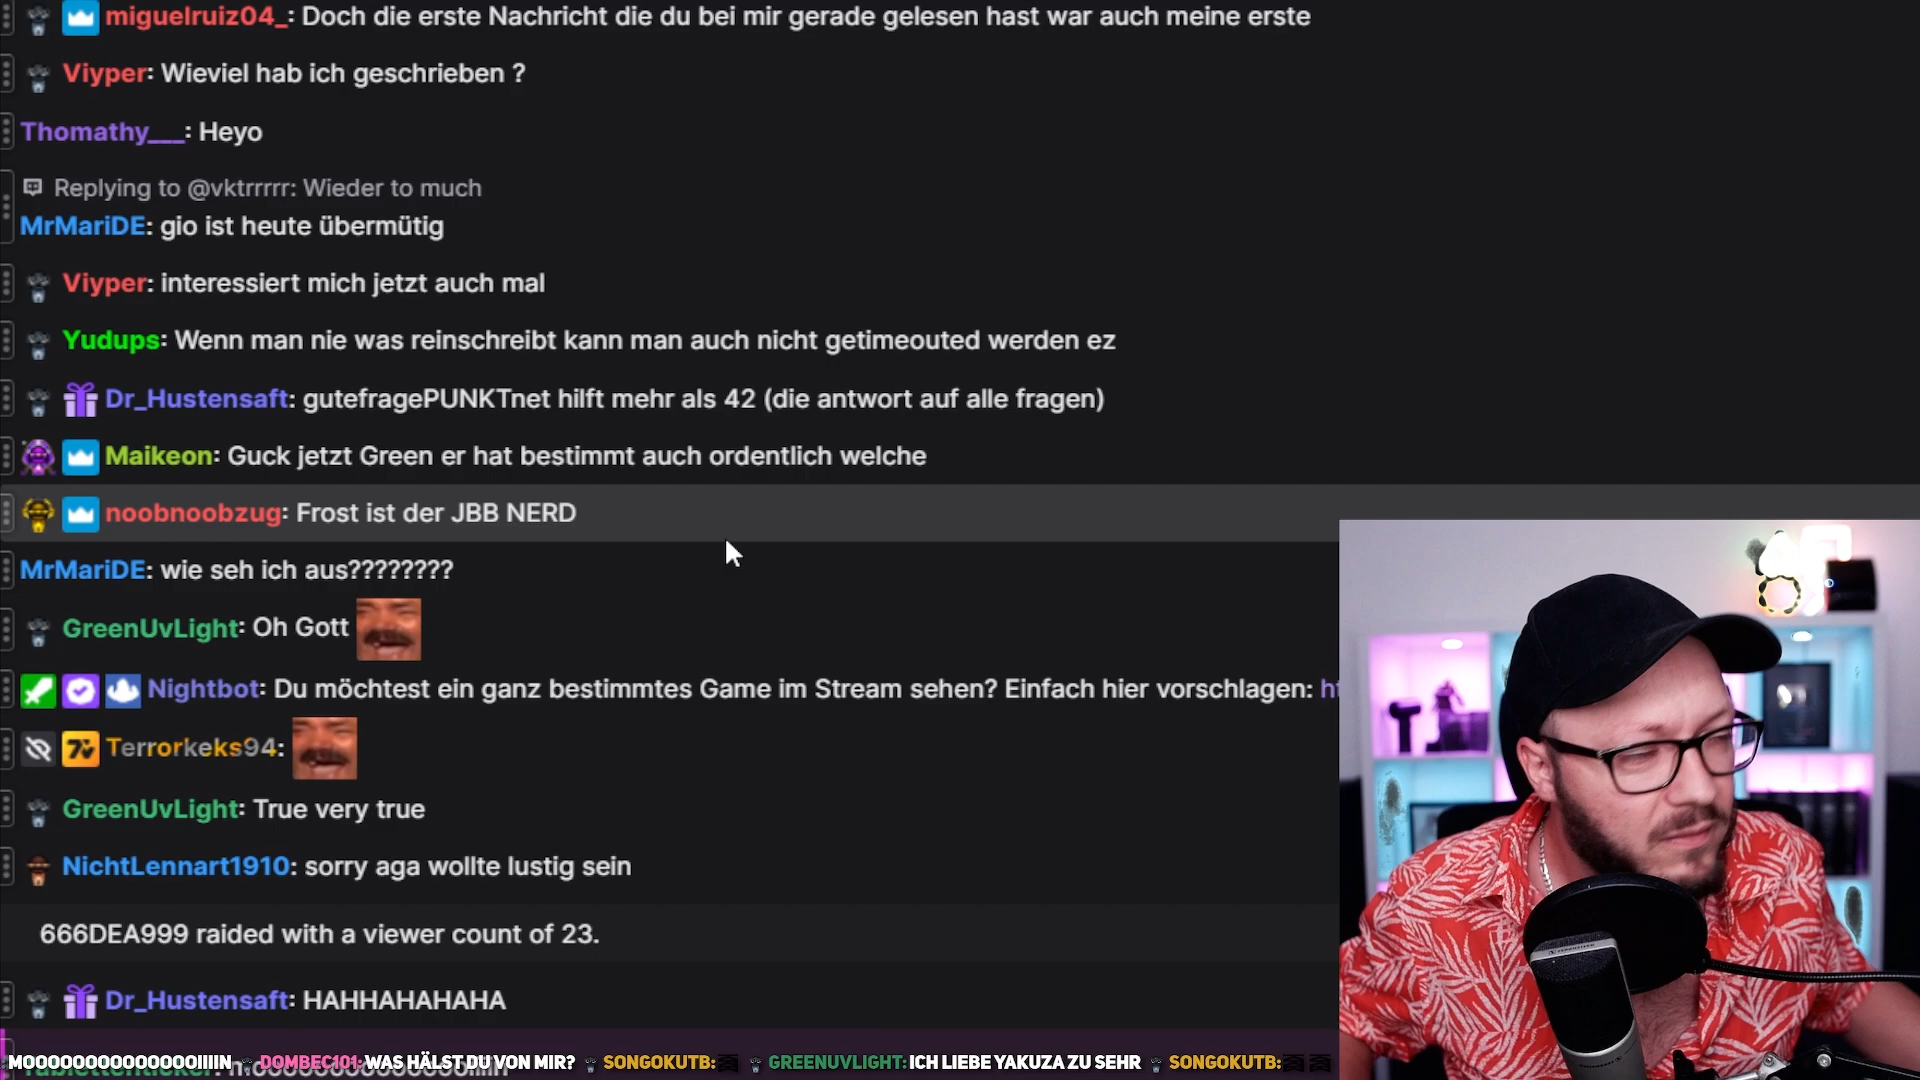 miguelruiz04_: Doch die erste Nachricht die du bei mir gerade gelesen hast war auch meine erste
Viyper: Wieviel hab ich geschrieben ?
Thomathy___: Heyo
Replying to @vktrrrrr: Wieder to much
MrMariDE: gio ist heute übermütig
Viyper: interessiert mich jetzt auch mal
Yudups: Wenn man nie was reinschreibt kann man auch nicht getimeouted werden ez
Dr_Hustensaft: gutefragePUNKTnet hilft mehr als 42 (die antwort auf alle fragen)
Maikeon: Guck jetzt Green er hat bestimmt auch ordentlich welche
noobnoobzug: Frost ist der JBB NERD
MrMariDE: wie seh ich aus????????
GreenUvLight: Oh Gott
Nightbot: Du möchtest ein ganz bestimmtes Game im Stream sehen? Einfach hier vorschlagen:
Terrorkeks94:
GreenUvLight: True very true
NichtLennart1910: sorry aga wollte lustig sein
666DEA999 raided with a viewer count of 23.
Dr_Hustensaft: HAHHAHAHAHA
DOMBEC101: WAS HÄLST DU VON MIR? SONGOKUTB: GREENUVLIGHT: ICH LIEBE YAKUZA ZU SEHR SONGOKUTB: